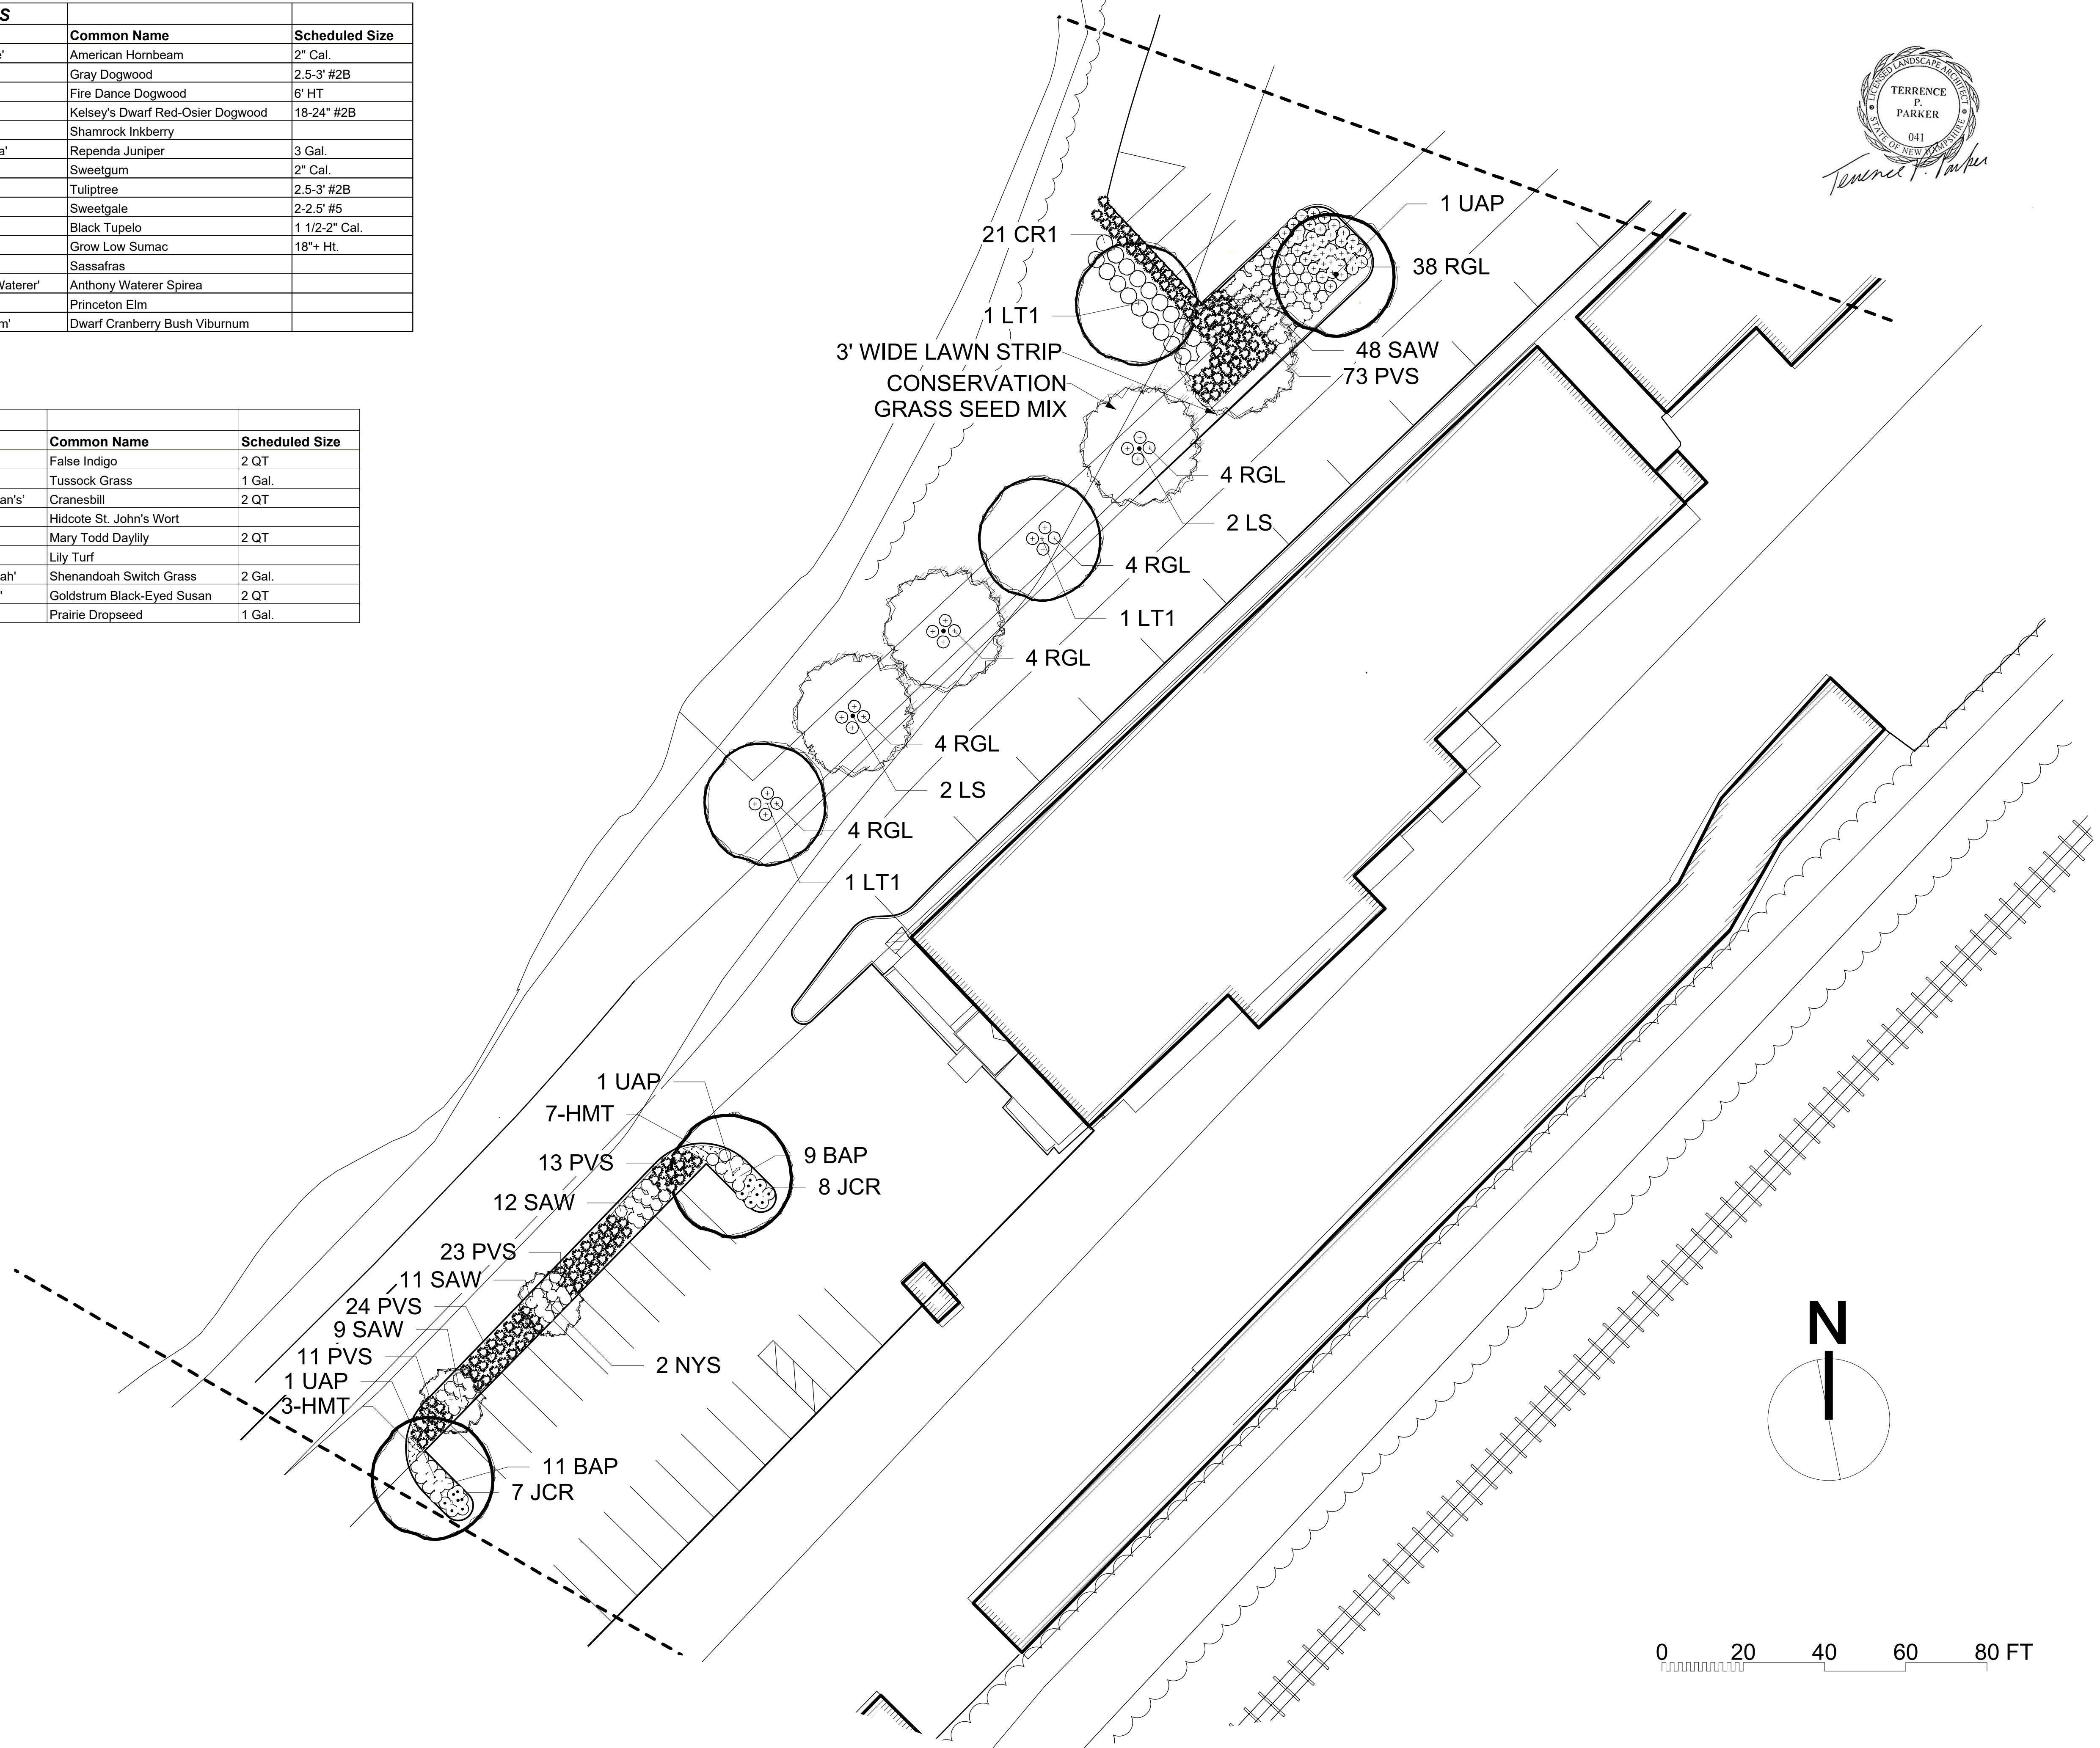 S
Common Name Scheduled Size
e' American Hornbeam 2" Cal.
Gray Dogwood 2.5-3' #2B
Fire Dance Dogwood 6' HT
Kelsey's Dwarf Red-Osier Dogwood 18-24" #2B
Shamrock Inkberry
a' Rependa Juniper 3 Gal.
Sweetgum 2" Cal.
Tuliptree 2.5-3' #2B
Sweetgale 2-2.5' #5
Black Tupelo 1 1/2-2" Cal.
Grow Low Sumac 18"+ Ht.
Sassafras
Waterer' Anthony Waterer Spirea
Princeton Elm
m' Dwarf Cranberry Bush Viburnum
Common Name Scheduled Size
False Indigo 2 QT
Tussock Grass 1 Gal.
an's' Cranesbill 2 QT
Hidcote St. John's Wort
Mary Todd Daylily 2 QT
Lily Turf
ah' Shenandoah Switch Grass 2 Gal.
' Goldstrum Black-Eyed Susan 2 QT
Prairie Dropseed 1 Gal.
LICENSED LANDSCAPE ARCHITECT
TERRENCE
P.
PARKER
041
STATE OF NEW HAMPSHIRE
Terrence P. Parker
1 UAP
21 CR1
38 RGL
1 LT1
3' WIDE LAWN STRIP
48 SAW
73 PVS
CONSERVATION
GRASS SEED MIX
4 RGL
2 LS
4 RGL
1 LT1
4 RGL
4 RGL
2 LS
4 RGL
1 LT1
1 UAP
7-HMT
9 BAP
13 PVS
8 JCR
12 SAW
23 PVS
11 SAW
24 PVS
9 SAW
11 PVS
2 NYS
1 UAP
3-HMT
11 BAP
7 JCR
N
0 20 40 60 80 FT